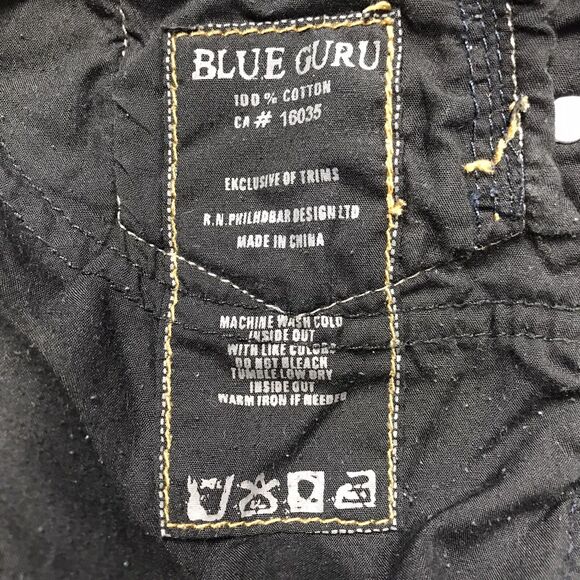 BLUE GURU
100% COTTON
CA # 16035
EXCLUSIVE OF TRIMS
R.N.PHILHDBAR DESIGN LTD
MADE IN CHINA
MACHINE WASH COLD
INSIDE OUT
WITH LIKE COLORS
DO NOT BLEACH
TUMBLE LOW DRY
INSIDE OUT
WARM IRON IF NEEDED